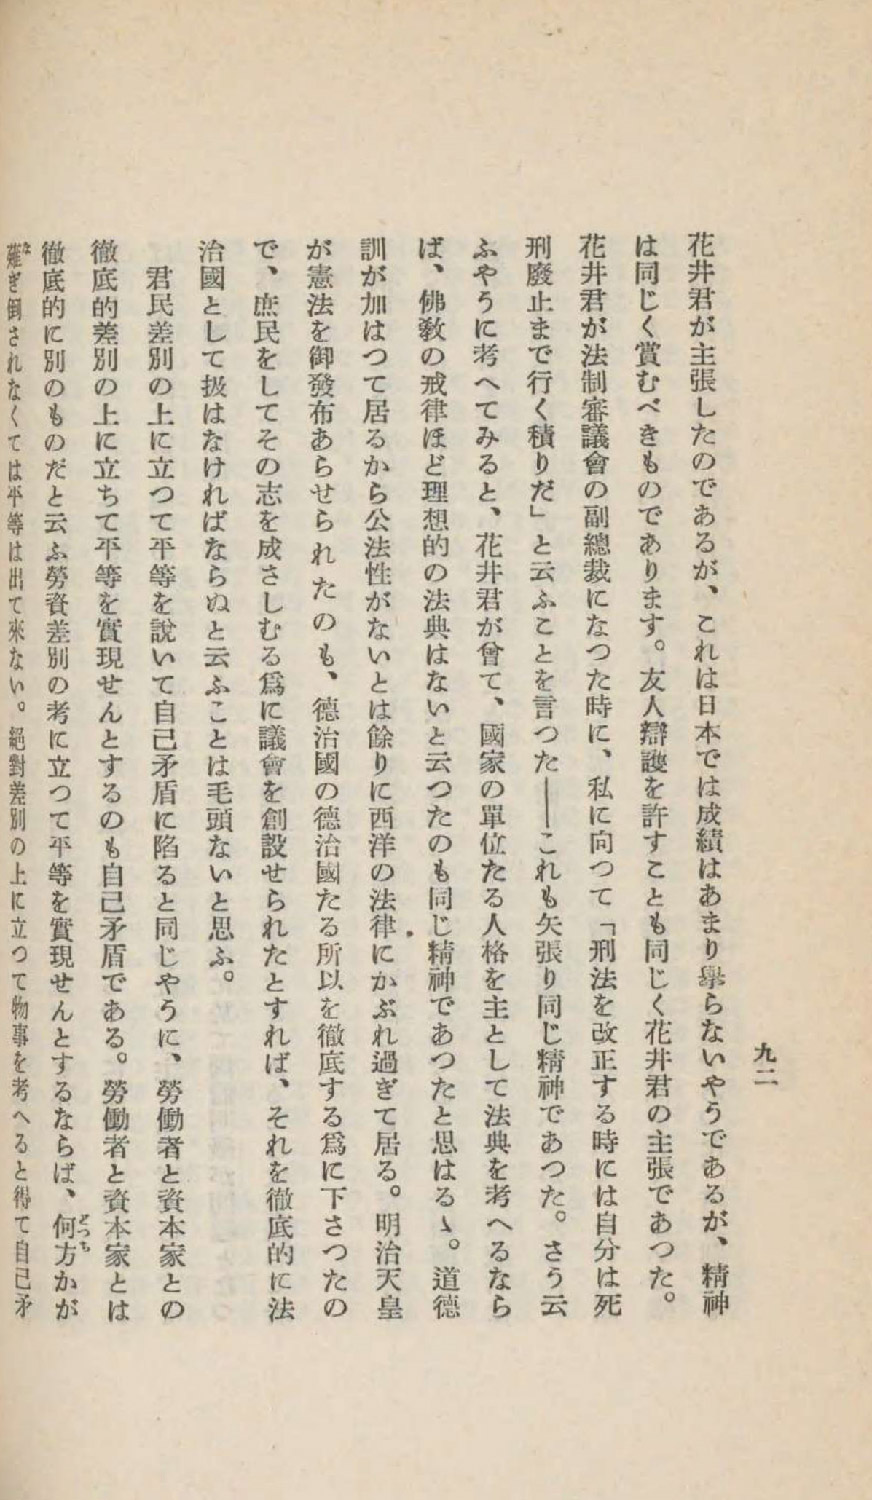 九二
花井君が主張したのであるが、これは日本では成績はあまり擧らないやうであるが、精神
は同じく賞むべきものであります。友人辯護を許すことも同じく花井君の主張であつた。
花井君が法制審議會の副總裁になつた時に、私に向つて「刑法を改正する時には自分は死
刑廢止まで行く積りだ」と云ふことを言つた――これも矢張り同じ精神であつた。さう云
ふやうに考へてみると、花井君が曾て、國家の單位たる人格を主として法典を考へるなら
ば、佛敎の戒律ほど理想的の法典はないと云つたのも同じ精神であつたと思はるゝ。道德
訓が加はつて居るから公法性がないとは餘りに西洋の法律にかぶれ過ぎて居る。明治天皇
が憲法を御發布あらせられたのも、德治國の德治國たる所以を徹底する爲に下さつたの
で、庶民をしてその志を成さしむる爲に議會を創設せられたとすれば、それを徹底的に法
治國として扱はなければならぬと云ふことは毛頭ないと思ふ。
君民差別の上に立つて平等を說いて自己矛盾に陷ると同じやうに、勞働者と資本家との
徹底的差別の上に立ちて平等を實現せんとするのも自己矛盾である。勞働者と資本家とは
徹底的に別のものだと云ふ勞資差別の考に立つて平等を實現せんとするならば、何方かが
薙ぎ倒されなくては平等は出て來ない。絕對差別の上に立つて物事を考へると得て自己矛